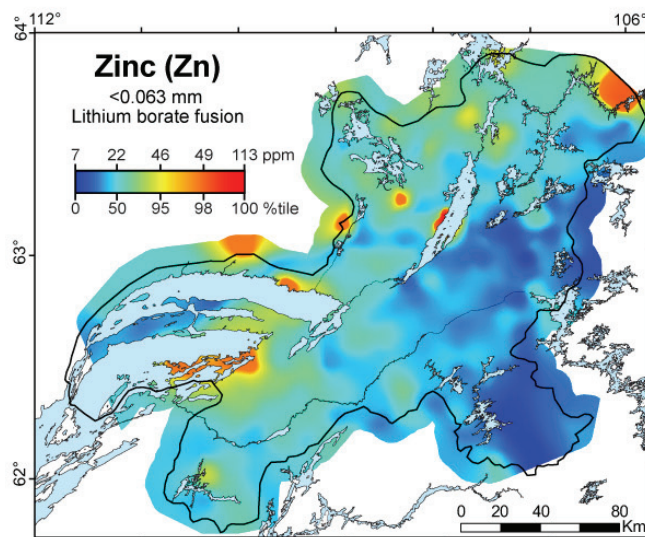 112°
106°
64°
Zinc (Zn)
<0.063 mm
Lithium borate fusion
7 22 46 49 113 ppm
0 50 95 98 100 %tile
63°
62°
0 20 40 60 80
Km